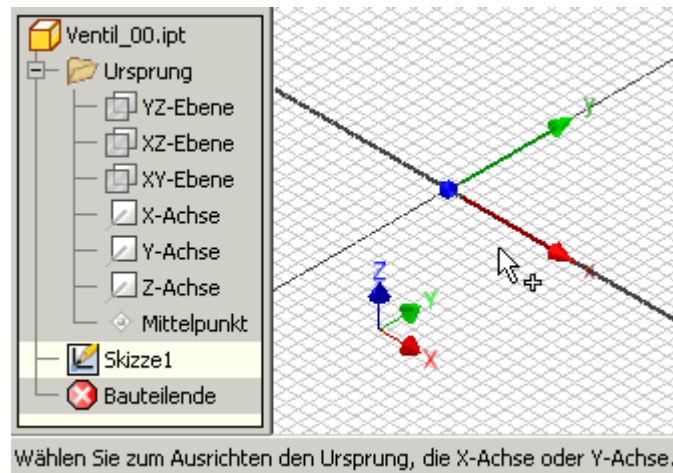 Ventil_00.ipt
Ursprung
YZ-Ebene
XZ-Ebene
XY-Ebene
X-Achse
Y-Achse
Z-Achse
Mittelpunkt
Skizze1
Bauteilende
y
x
Z
Y
X
Wählen Sie zum Ausrichten den Ursprung, die X-Achse oder Y-Achse.